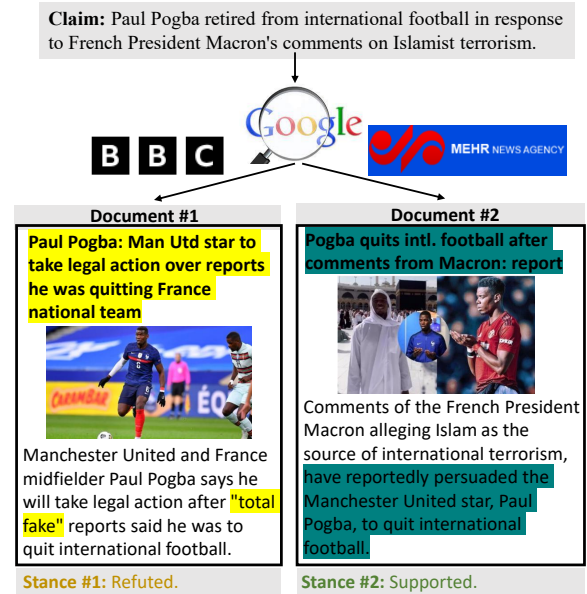 Claim: Paul Pogba retired from international football in response
to French President Macron's comments on Islamist terrorism.
Google
BBC
MEHR NEWS AGENCY
Document #1
Paul Pogba: Man Utd star to
take legal action over reports
he was quitting France
national team
CARABAR
ÉQ
Manchester United and France
midfielder Paul Pogba says he
will take legal action after "total
fake" reports said he was to
quit international football.
Stance #1: Refuted.
Document #2
Pogba quits intl. football after
comments from Macron: report
Comments of the French President
Macron alleging Islam as the
source of international terrorism,
have reportedly persuaded the
Manchester United star, Paul
Pogba, to quit international
football.
Stance #2: Supported.